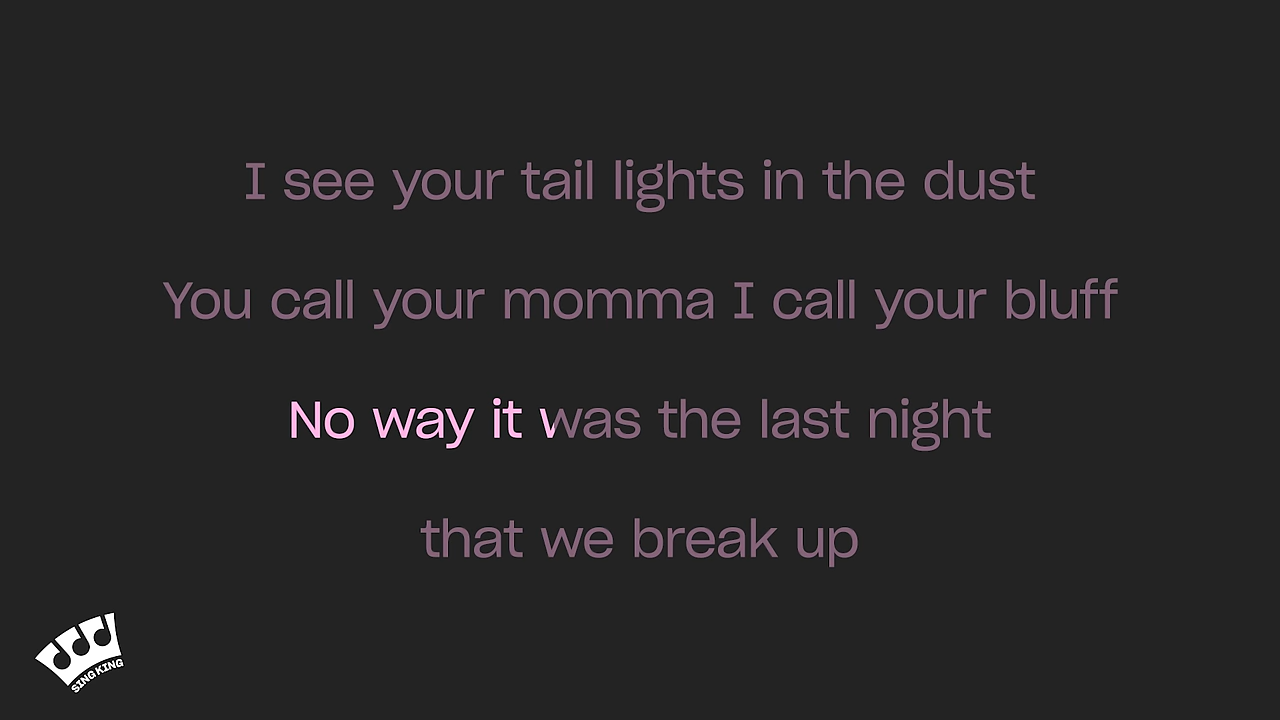 I see your tail lights in the dust
You call your momma I call your bluff
No way it was the last night
that we break up
SING KING